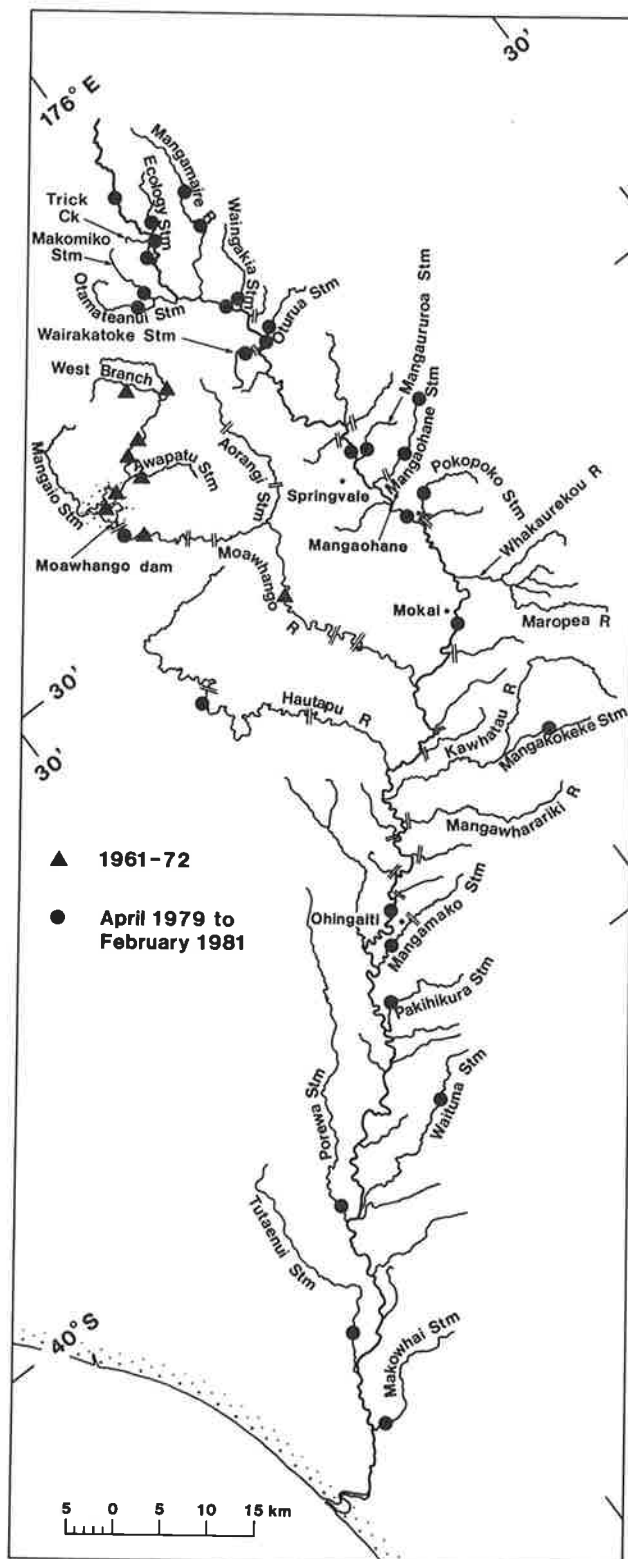 30'
176° E
Mangamaire R
Ecology Stm
Trick
Ck
Makomiko
Stm
Waingakia Stm
Otamateanui Stm
Oturua Stm
Wairakatoke Stm
Mangaururoa Stm
West Branch
Mangaohane Stm
Aorangi Stm
Mangaio Stm
Awapatu Stm
Pokopoko Stm
Springvale
Whakaurekou R
Mangaohane
Moawhango dam
Moawhango R
Mokai
Maropea R
30'
30'
Hautapu R
Kawhatau R
Mangakokeke Stm
Mangawharariki R
1961-72
April 1979 to
February 1981
Ohingaiti
Mangamako Stm
Pakihikura Stm
Porewa Stm
Waituna Stm
Tutaenui Stm
40° S
Makowhai Stm
5 0 5 10 15 km